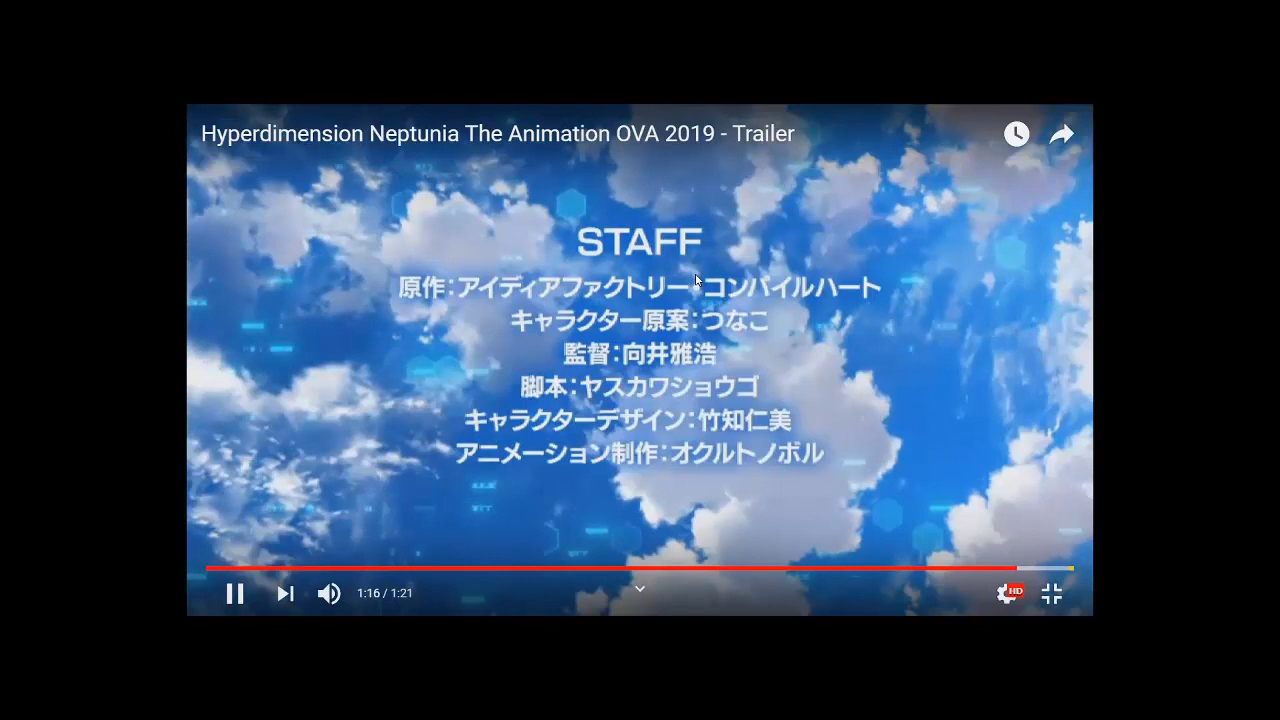 Hyperdimension Neptunia The Animation OVA 2019 - Trailer
STAFF
原作：アイディアファクトリー・コンパイルハート
キャラクター原案：つなこ
監督：向井雅浩
脚本：ヤスカワショウゴ
キャラクターデザイン：竹知仁美
アニメーション制作：オクルトノボル
1:16 / 1:21
HD